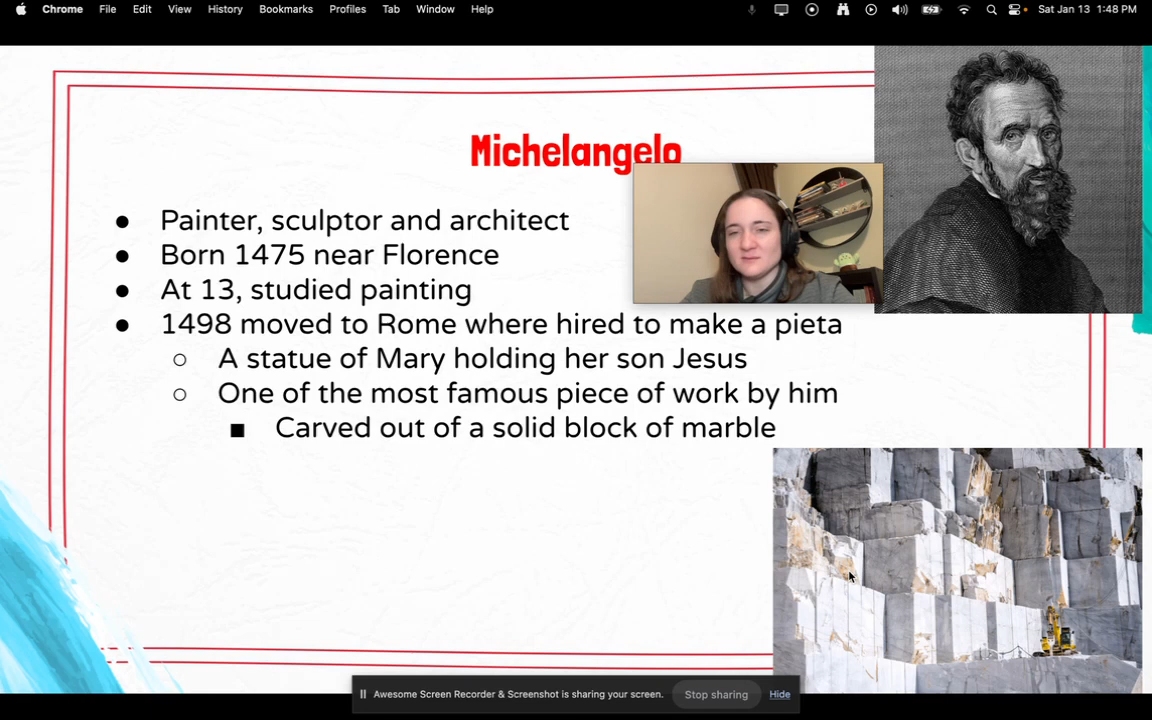 Chrome File Edit View History Bookmarks Profiles Tab Window Help Sat Jan 13 1:48 PM
Michelangelo
● Painter, sculptor and architect
● Born 1475 near Florence
● At 13, studied painting
● 1498 moved to Rome where hired to make a pieta
○ A statue of Mary holding her son Jesus
○ One of the most famous piece of work by him
■ Carved out of a solid block of marble
Awesome Screen Recorder & Screenshot is sharing your screen. Stop sharing Hide